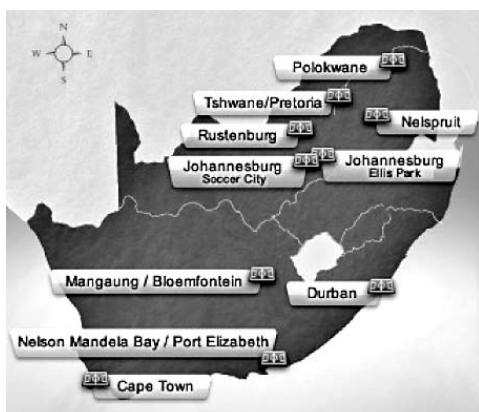 N
W E
S
Polokwane
Tshwane/Pretoria
Nelspruit
Rustenburg
Johannesburg
Soccer City
Johannesburg
Ellis Park
Mangaung / Bloemfontein
Durban
Nelson Mandela Bay / Port Elizabeth
Cape Town